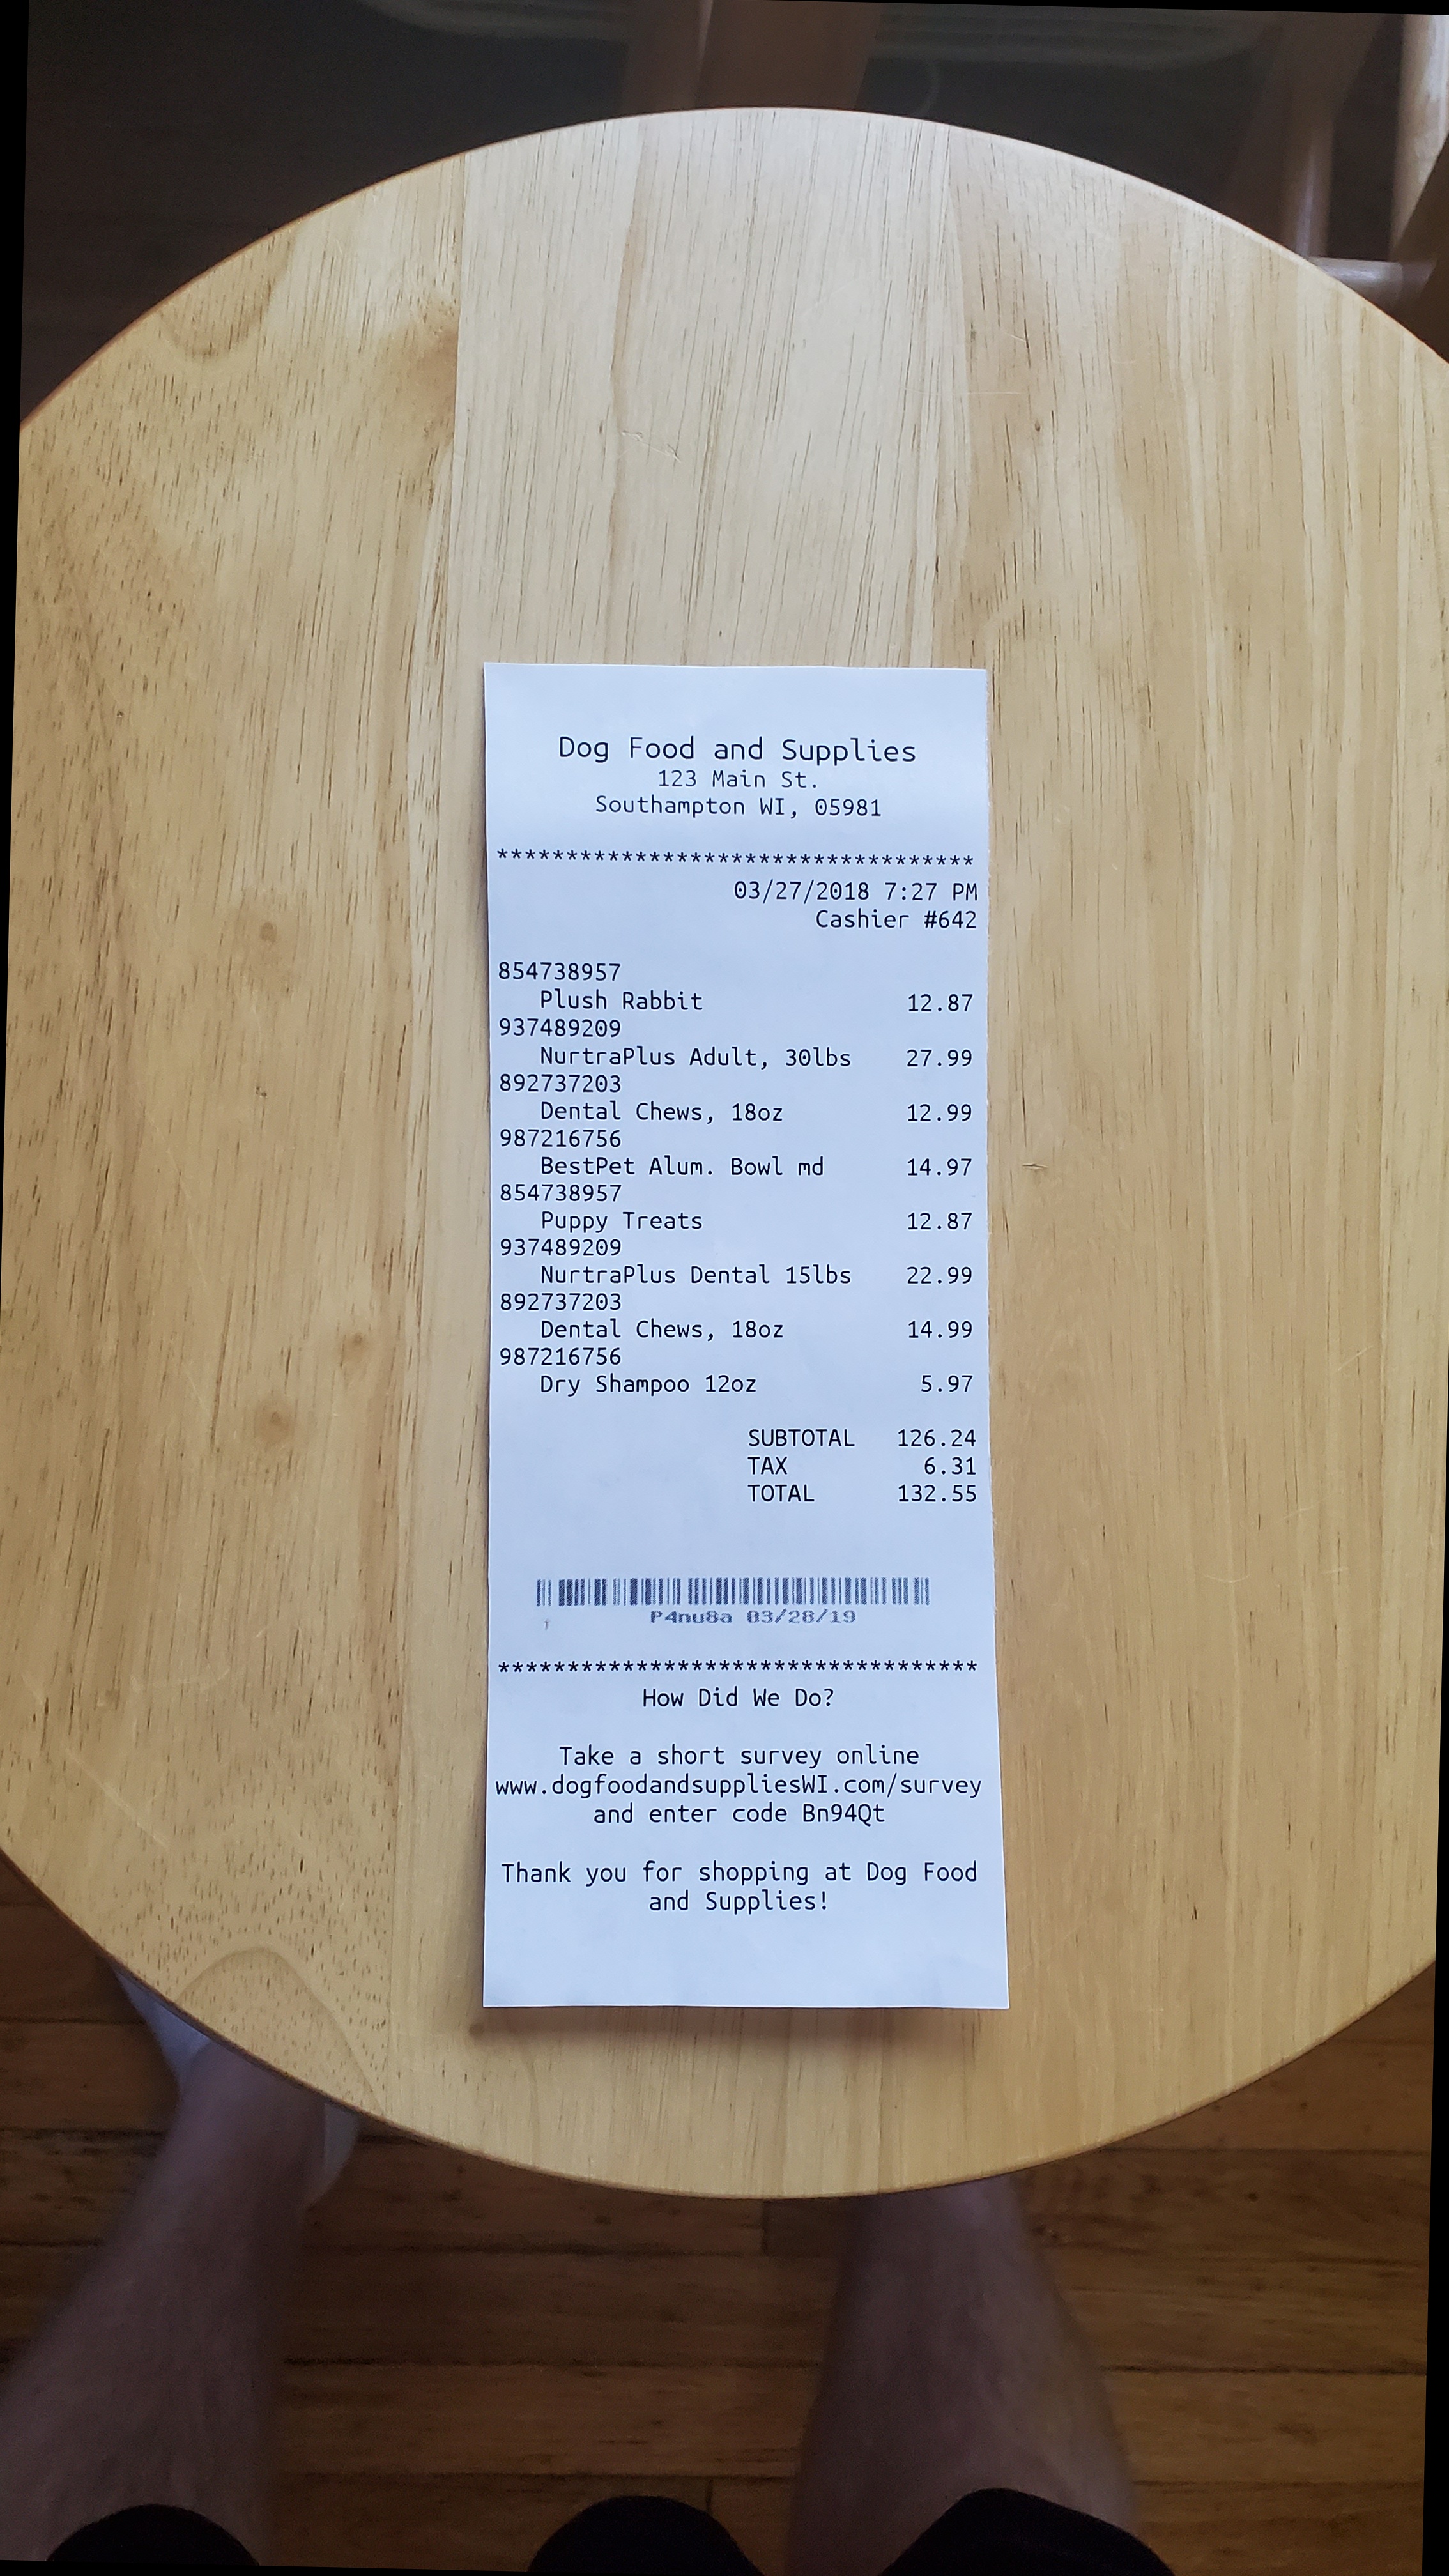 Dog Food and Supplies
123 Main St.
Southampton WI, 05981
***********************************
03/27/2018 7:27 PM
Cashier #642
854738957
Plush Rabbit 12.87
937489209
NurtraPlus Adult, 30lbs 27.99
892737203
Dental Chews, 18oz 12.99
987216756
BestPet Alum. Bowl md 14.97
854738957
Puppy Treats 12.87
937489209
NurtraPlus Dental 15lbs 22.99
892737203
Dental Chews, 18oz 14.99
987216756
Dry Shampoo 12oz 5.97
SUBTOTAL 126.24
TAX 6.31
TOTAL 132.55
P4nu8a 03/28/19
***********************************
How Did We Do?
Take a short survey online
www.dogfoodandsuppliesWI.com/survey
and enter code Bn94Qt
Thank you for shopping at Dog Food
and Supplies!